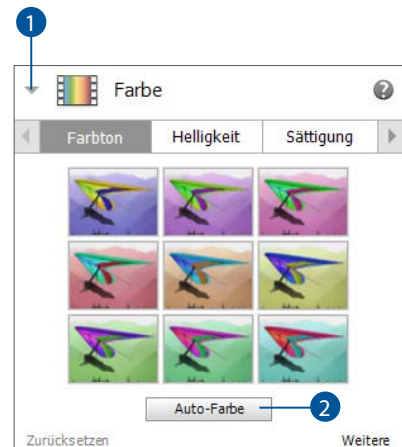 1
Farbe
?
Farbton Helligkeit Sättigung
Auto-Farbe 2
Zurücksetzen Weitere